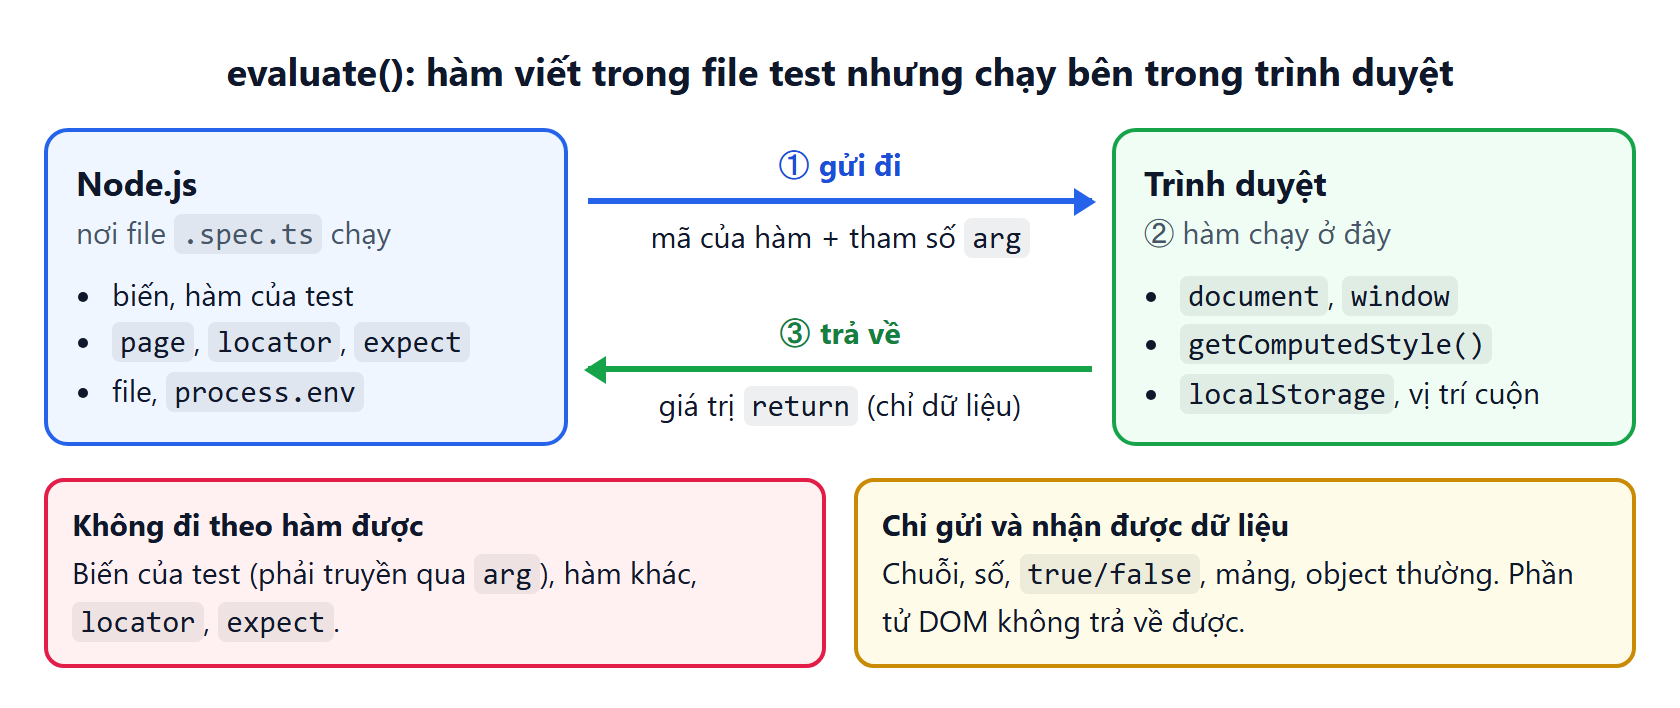 evaluate(): hàm viết trong file test nhưng chạy bên trong trình duyệt
Node.js
nơi file .spec.ts chạy
• biến, hàm của test
• page, locator, expect
• file, process.env
① gửi đi
mã của hàm + tham số arg
③ trả về
giá trị return (chỉ dữ liệu)
Trình duyệt
② hàm chạy ở đây
• document, window
• getComputedStyle()
• localStorage, vị trí cuộn
Không đi theo hàm được
Biến của test (phải truyền qua arg), hàm khác,
locator, expect.
Chỉ gửi và nhận được dữ liệu
Chuỗi, số, true/false, mảng, object thường. Phần
tử DOM không trả về được.